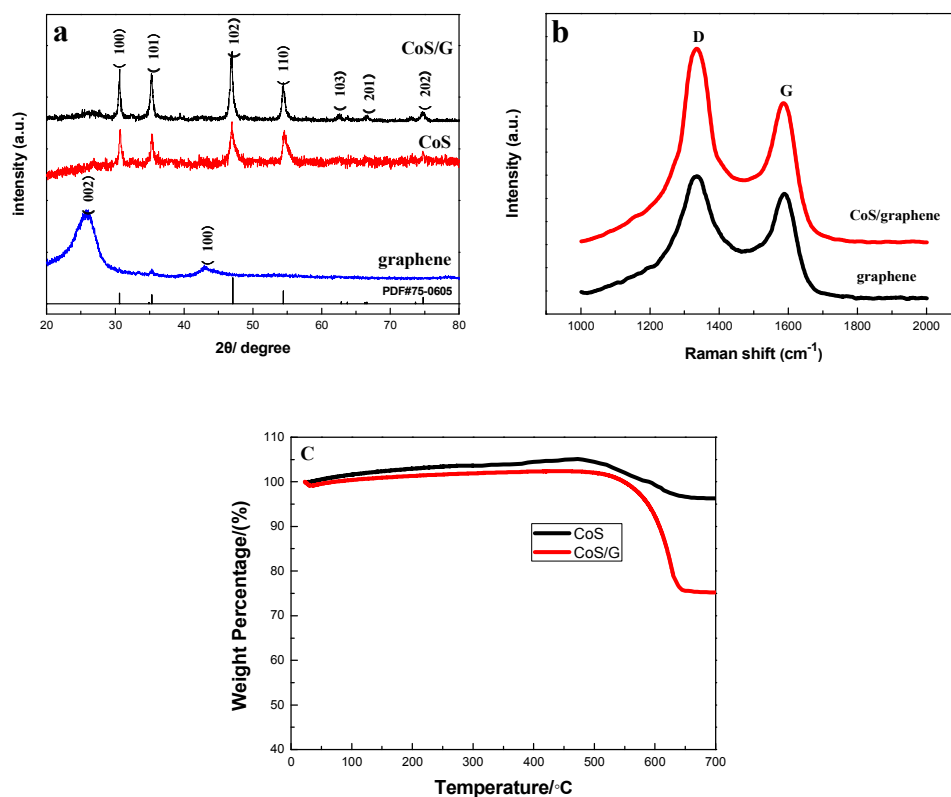 a
CoS/G
(100)
(101)
(102)
(110)
(103)
(201)
(202)
CoS
(002)
(100)
graphene
PDF#75-0605
intensity (a.u.)
20 30 40 50 60 70 80
2θ/ degree
b
D
G
CoS/graphene
graphene
Intensity (a.u.)
1000 1200 1400 1600 1800 2000
Raman shift (cm⁻¹)
C
110
100
90
80
70
60
50
40
Weight Percentage/(%)
CoS
CoS/G
0 100 200 300 400 500 600 700
Temperature/°C